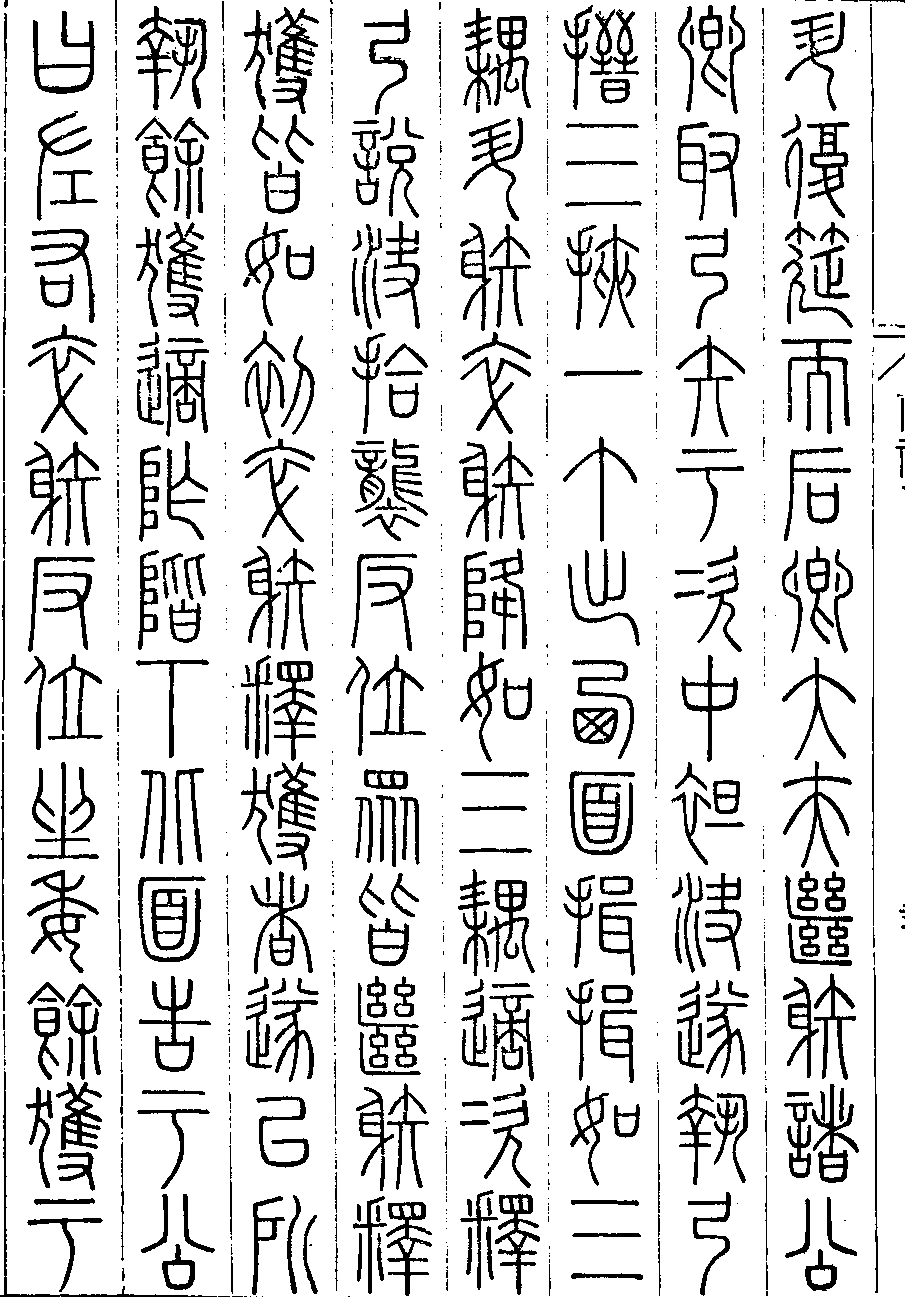 升復筵而后卿大夫繼射諸公
卿取弓矢于次中袒決遂執弓
搢三挾一个出西面揖揖如三
耦升射卒射降如三耦適次釋
弓說決拾襲反位眾皆繼射釋
獲皆如初卒射釋獲者遂以所
執餘獲適阼階下北面告于公
曰左右卒射反位坐委餘獲于